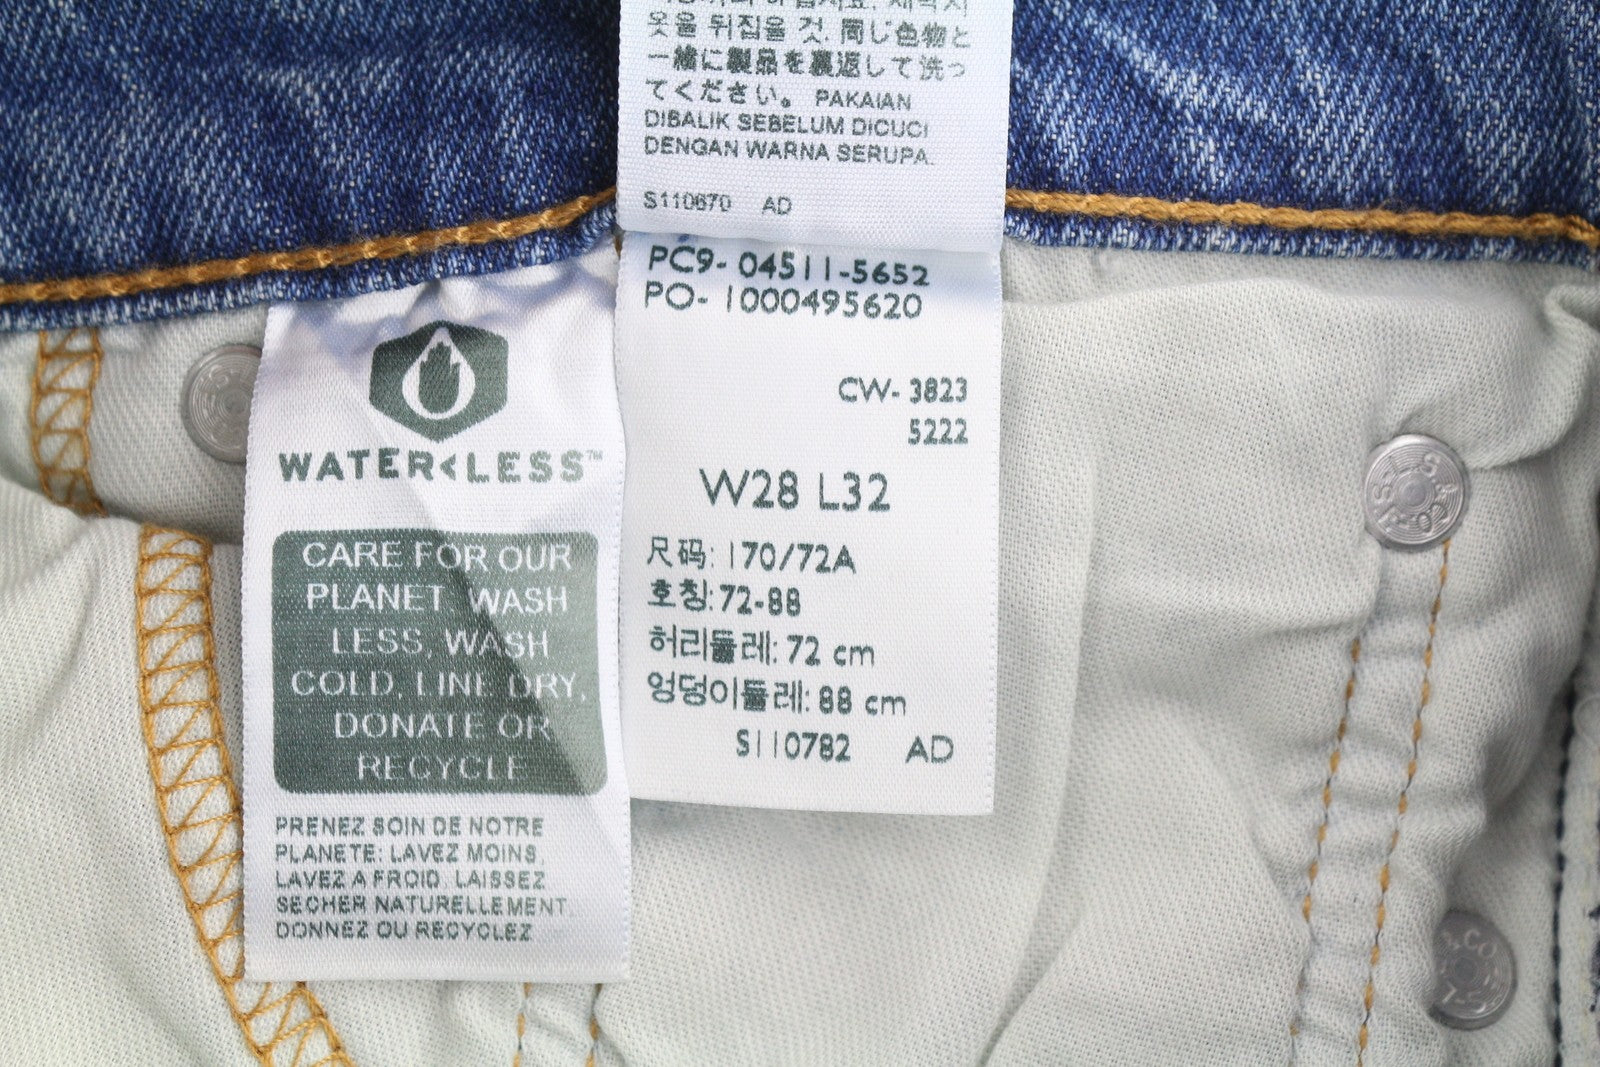 옷을 뒤집을 것. 同じ色物と
一緒に製品を裏返して洗っ
てください。 PAKAIAN
DIBALIK SEBELUM DICUCI
DENGAN WARNA SERUPA.
S110670 AD
PC9- 04511-5652
PO- 1000495620
CW- 3823
5222
W28 L32
尺码: 170/72A
호칭: 72-88
허리둘레: 72 cm
엉덩이둘레: 88 cm
S110782 AD
WATER<LESS™
CARE FOR OUR
PLANET, WASH
LESS, WASH
COLD, LINE DRY,
DONATE OR
RECYCLE
PRENEZ SOIN DE NOTRE
PLANETE: LAVEZ MOINS,
LAVEZ A FROID, LAISSEZ
SECHER NATURELLEMENT,
DONNEZ OU RECYCLEZ